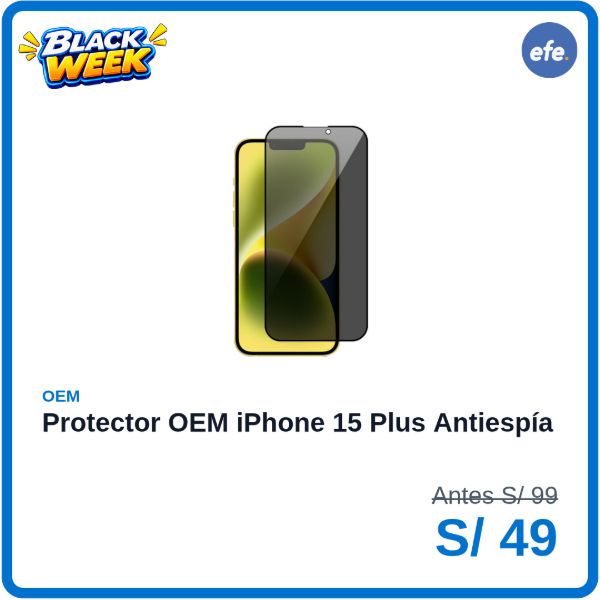 BLACK
WEEK
efe.
OEM
Protector OEM iPhone 15 Plus Antiespía
Antes S/ 99
S/ 49